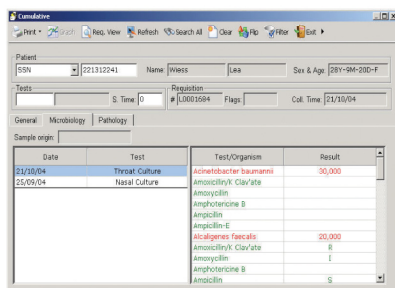 Cumulative
Print Graph Req. View Refresh Search All Clear Flip Filter Exit
Patient
SSN 221312241 Name: Wiess Lea Sex & Age: 28Y-9M-20D-F
Tests Requisition
S. Time: 0 # L0001684 Flags: Coll. Time: 21/10/04
General Microbiology Pathology
Sample origin:
Date Test Test/Organism Result
21/10/04 Throat Culture Acinetobacter baumannii 30,000
25/09/04 Nasal Culture Amoxicillin/K Clav'ate
Amoxycillin
Amphotericine B
Ampicillin
Ampicillin-E
Alcaligenes faecalis 20,000
Amoxicillin/K Clav'ate R
Amoxycillin I
Amphotericine B
Ampicillin S